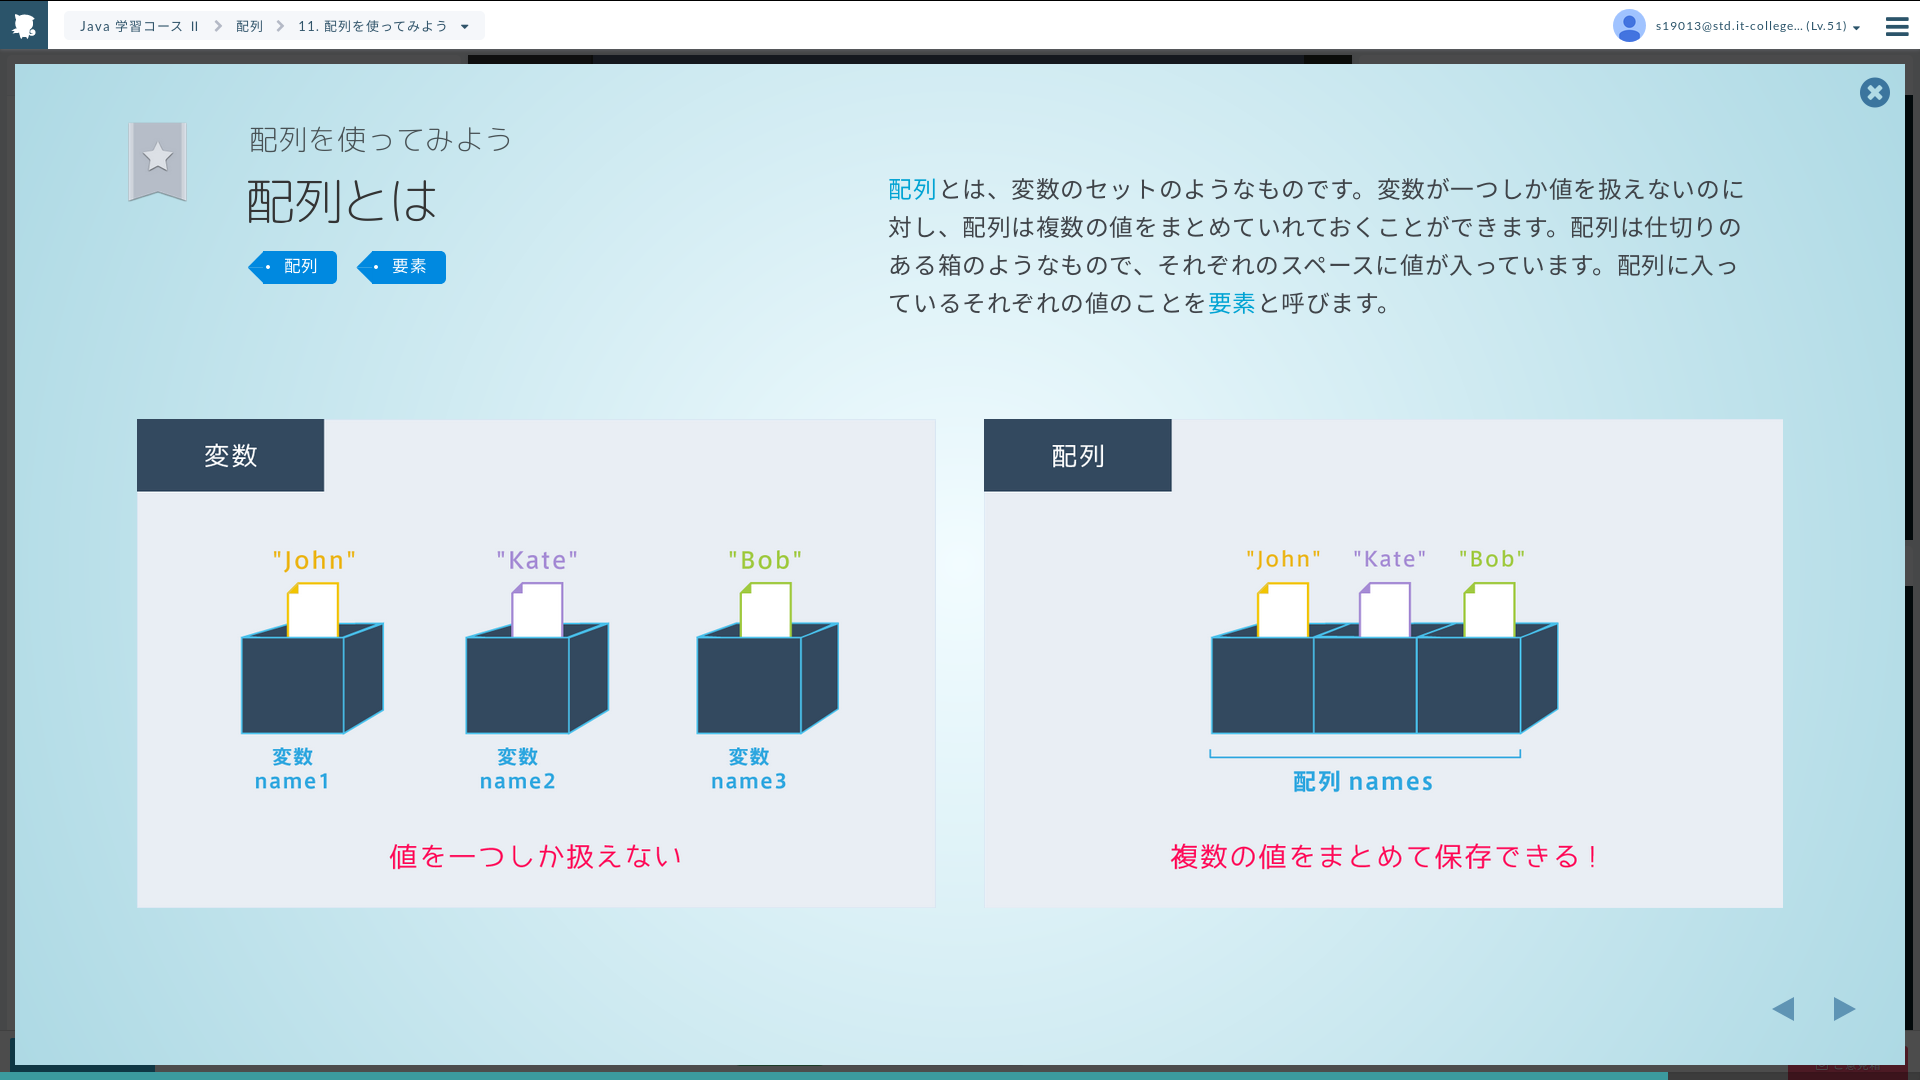 Java 学習コース Ⅱ
配列
11. 配列を使ってみよう
s19013@std.it-college... (Lv.51)
配列を使ってみよう
配列とは
配列
要素
配列とは、変数のセットのようなものです。変数が一つしか値を扱えないのに
対し、配列は複数の値をまとめていれておくことができます。配列は仕切りの
ある箱のようなもので、それぞれのスペースに値が入っています。配列に入っ
ているそれぞれの値のことを要素と呼びます。
変数
"John"
"Kate"
"Bob"
変数
name1
変数
name2
変数
name3
値を一つしか扱えない
配列
"John"
"Kate"
"Bob"
配列 names
複数の値をまとめて保存できる!